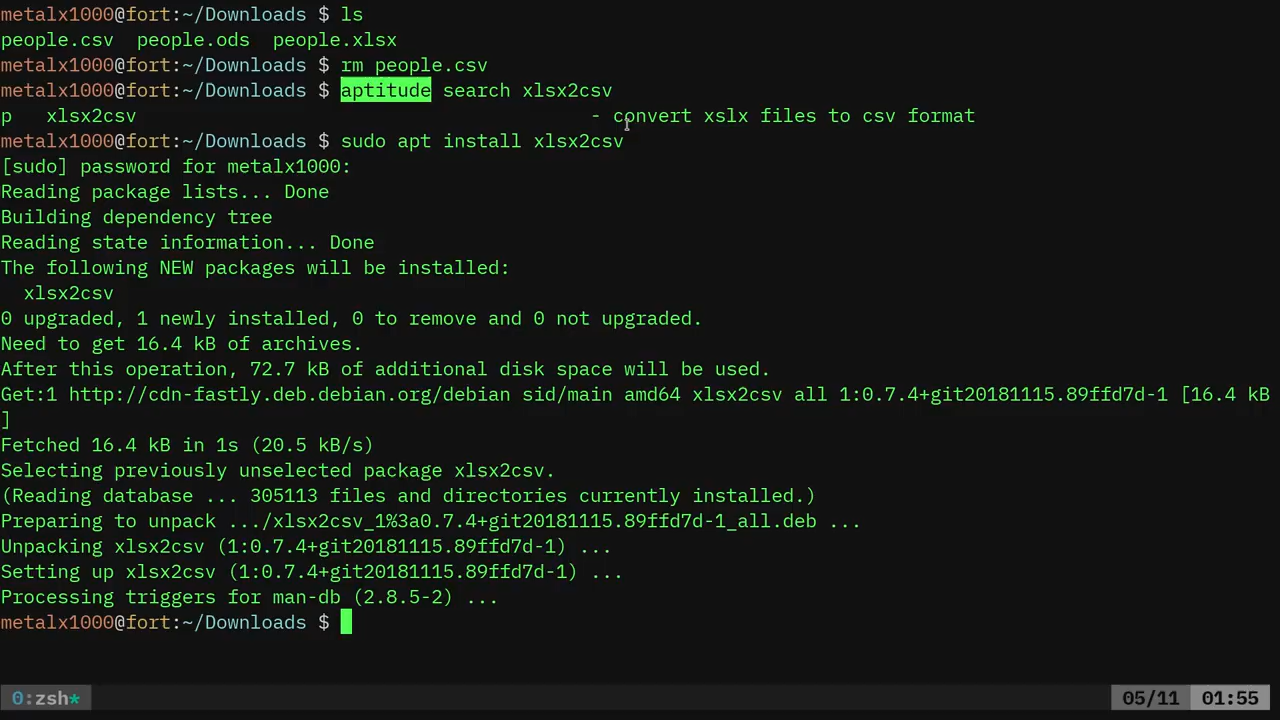 metalx1000@fort:~/Downloads $ ls
people.csv  people.ods  people.xlsx
metalx1000@fort:~/Downloads $ rm people.csv
metalx1000@fort:~/Downloads $ aptitude search xlsx2csv
p   xlsx2csv                                        - convert xslx files to csv format
metalx1000@fort:~/Downloads $ sudo apt install xlsx2csv
[sudo] password for metalx1000:
Reading package lists... Done
Building dependency tree
Reading state information... Done
The following NEW packages will be installed:
  xlsx2csv
0 upgraded, 1 newly installed, 0 to remove and 0 not upgraded.
Need to get 16.4 kB of archives.
After this operation, 72.7 kB of additional disk space will be used.
Get:1 http://cdn-fastly.deb.debian.org/debian sid/main amd64 xlsx2csv all 1:0.7.4+git20181115.89ffd7d-1 [16.4 kB
]
Fetched 16.4 kB in 1s (20.5 kB/s)
Selecting previously unselected package xlsx2csv.
(Reading database ... 305113 files and directories currently installed.)
Preparing to unpack .../xlsx2csv_1%3a0.7.4+git20181115.89ffd7d-1_all.deb ...
Unpacking xlsx2csv (1:0.7.4+git20181115.89ffd7d-1) ...
Setting up xlsx2csv (1:0.7.4+git20181115.89ffd7d-1) ...
Processing triggers for man-db (2.8.5-2) ...
metalx1000@fort:~/Downloads $
0:zsh* 05/11 01:55